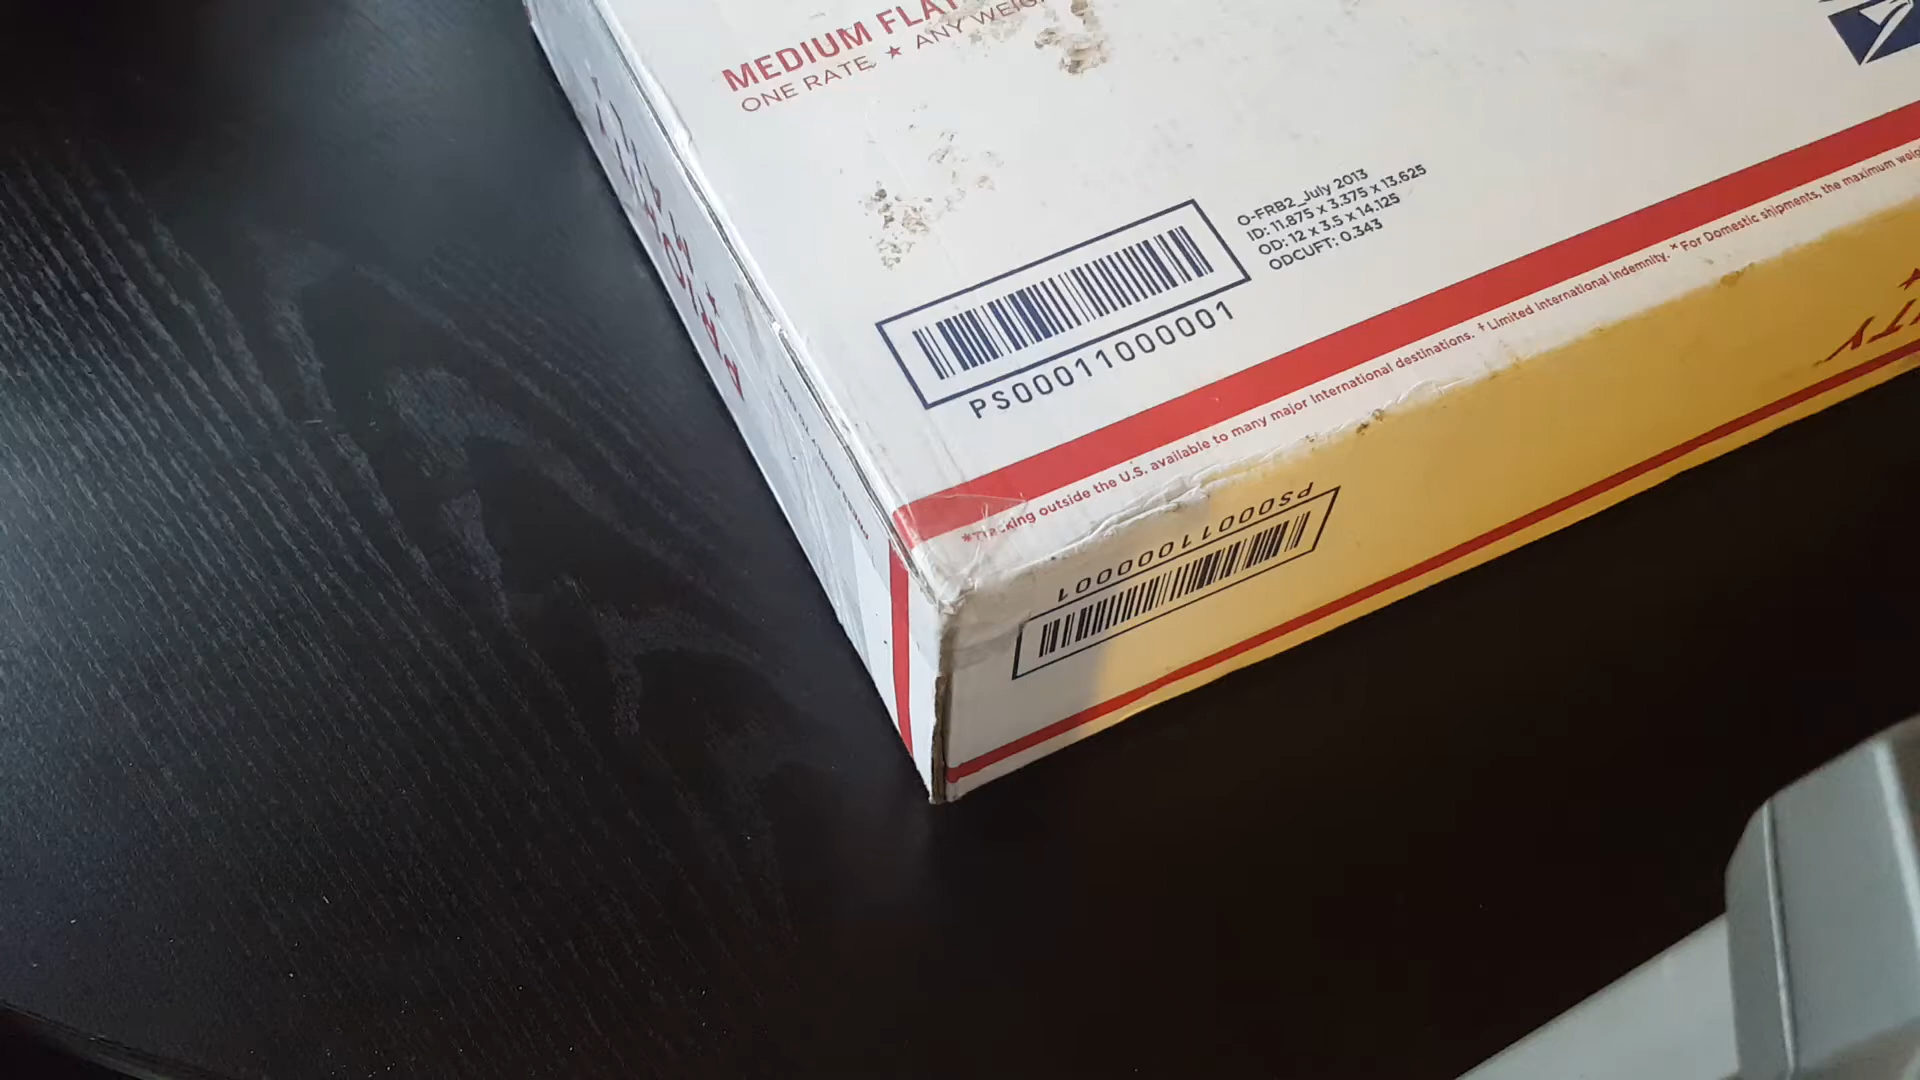 MEDIUM FLAT
ONE RATE ★ ANY WEIG
O-FRB2_July 2013
ID: 11.875 x 3.375 x 13.625
OD: 12 x 3.5 x 14.125
ODCUFT: 0.343
PS00011000001
*Tracking outside the U.S. available to many major International destinations. † Limited international indemnity. * For Domestic shipments, the maximum
PS00011000001
PRIORITY